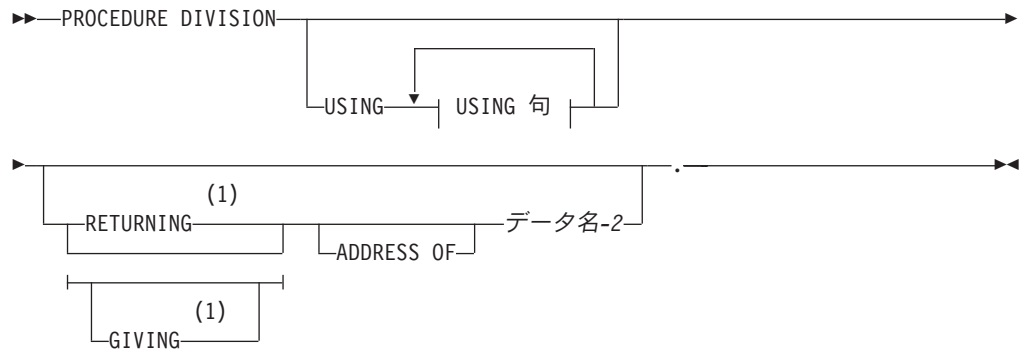 PROCEDURE DIVISION
USING USING 句
.
(1)
RETURNING データ名-2
ADDRESS OF
(1)
GIVING